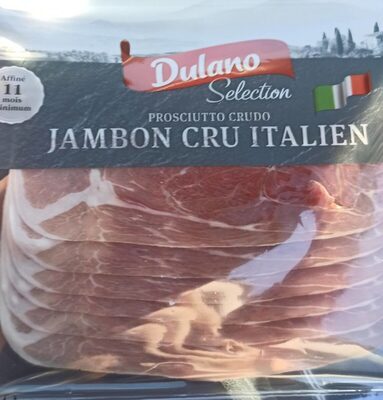 Dulano
Selection
Affiné
11
mois
minimum
PROSCIUTTO CRUDO
JAMBON CRU ITALIEN